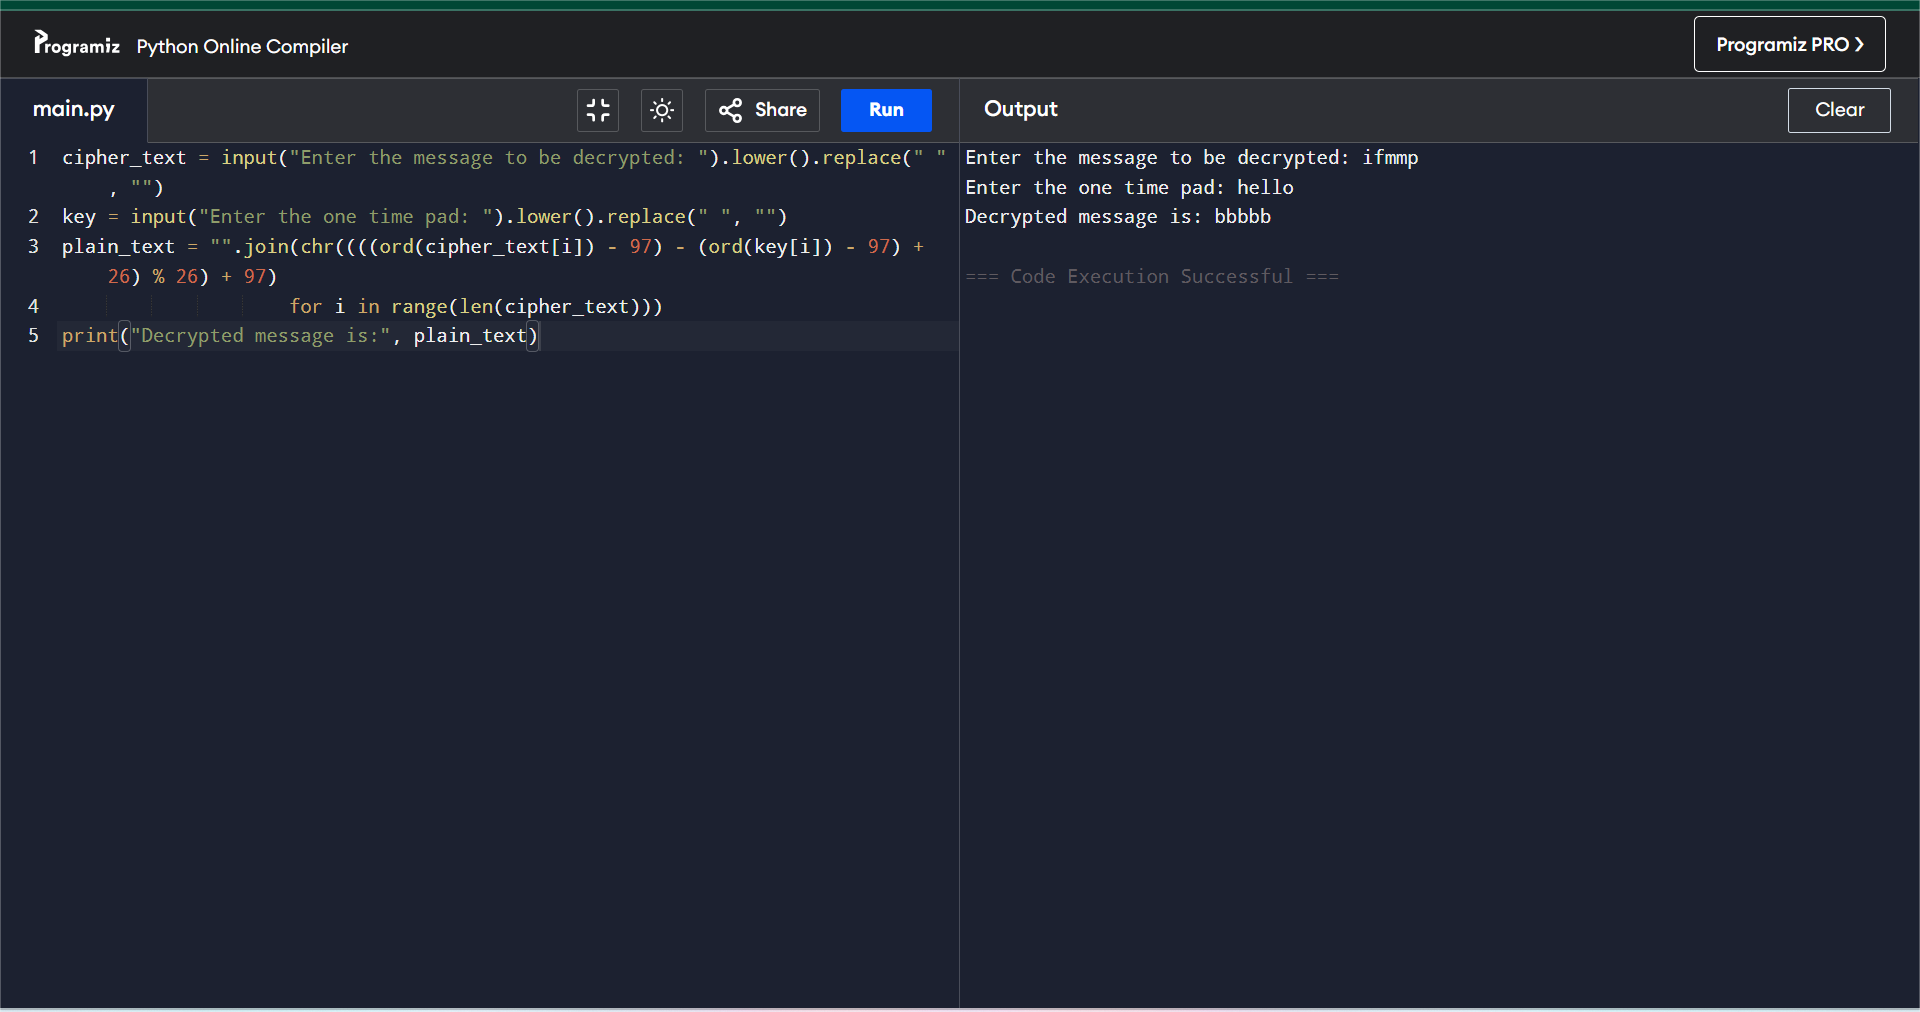 Programiz Python Online Compiler
Programiz PRO ❯
main.py
Share
Run
Output
Clear
1 cipher_text = input("Enter the message to be decrypted: ").lower().replace(" "
, "")
2 key = input("Enter the one time pad: ").lower().replace(" ", "")
3 plain_text = "".join(chr((((ord(cipher_text[i]) - 97) - (ord(key[i]) - 97) +
26) % 26) + 97)
4 for i in range(len(cipher_text)))
5 print("Decrypted message is:", plain_text)
Enter the message to be decrypted: ifmmp
Enter the one time pad: hello
Decrypted message is: bbbbb
=== Code Execution Successful ===